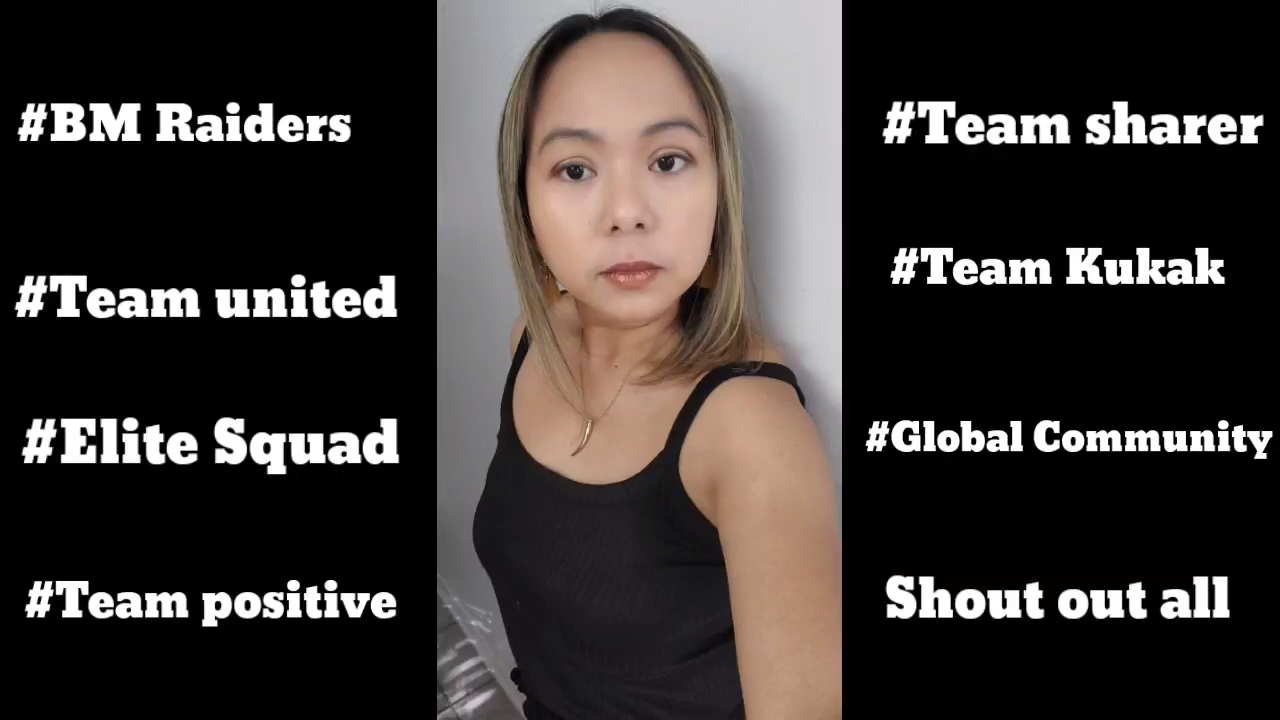 #BM Raiders
#Team united
#Elite Squad
#Team positive
#Team sharer
#Team Kukak
#Global Community
Shout out all